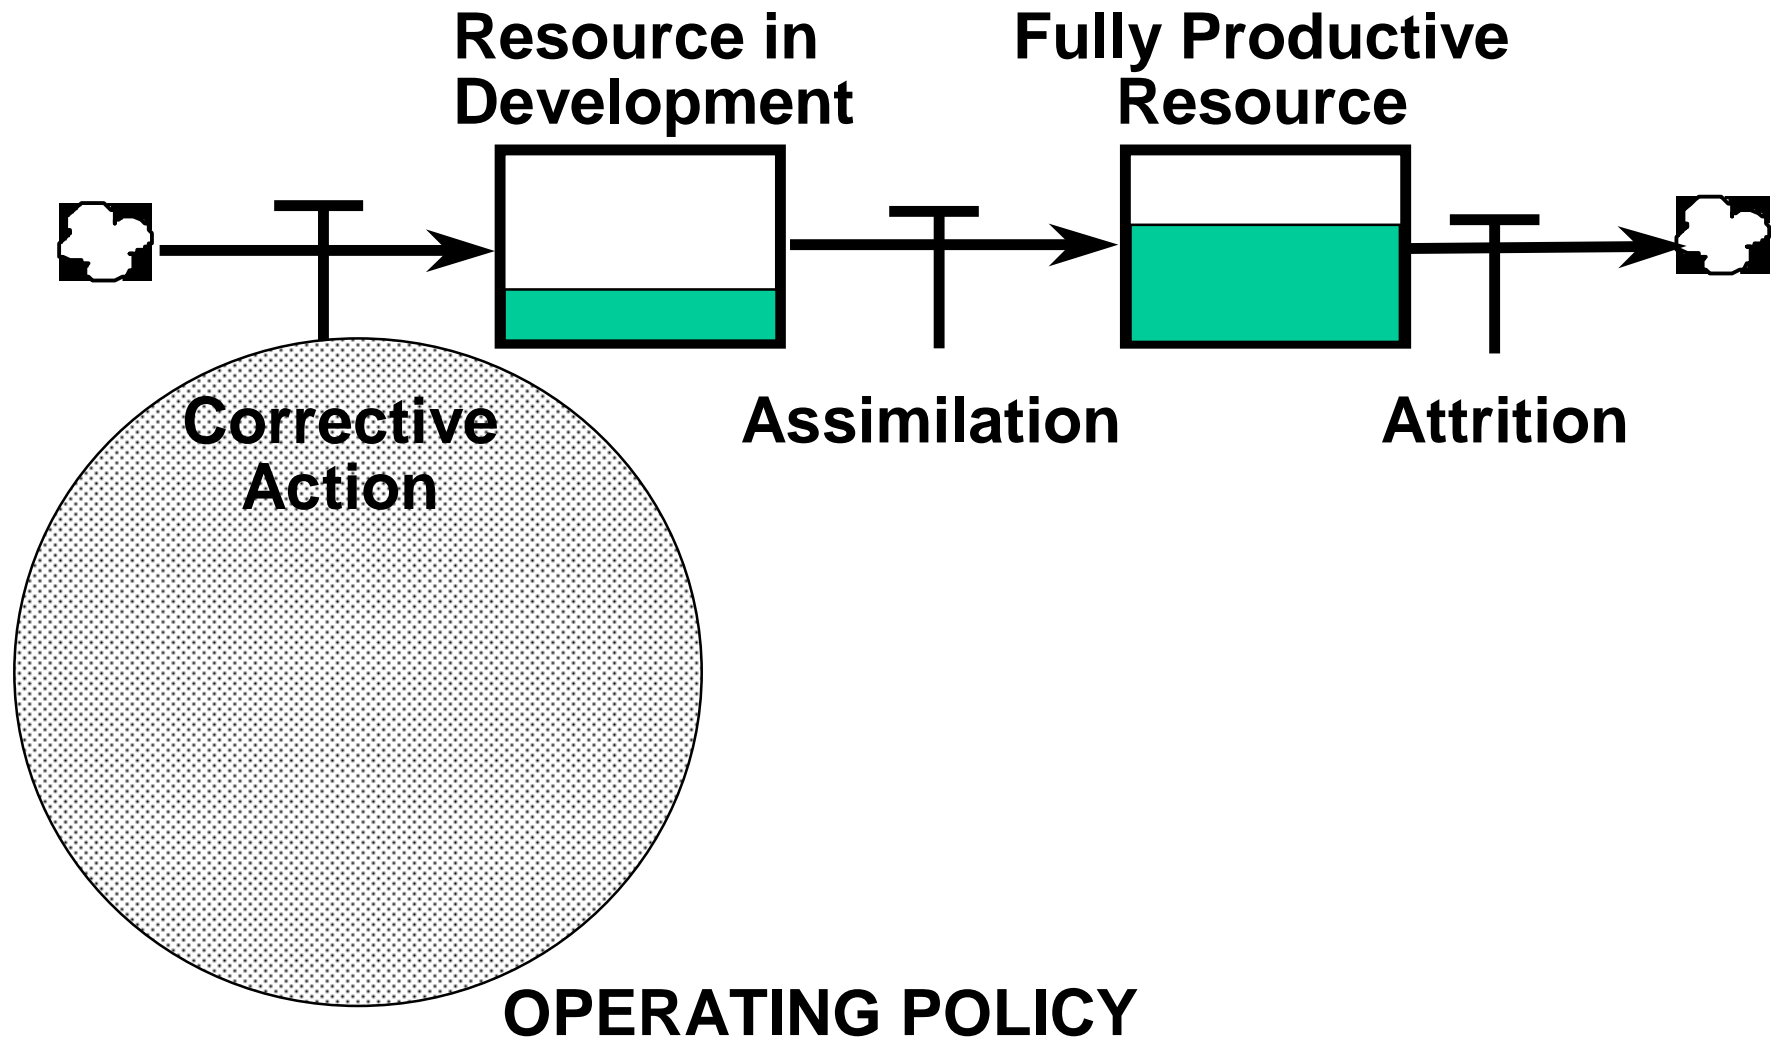 Resource in
Development
Fully Productive
Resource
Corrective
Action
Assimilation
Attrition
OPERATING POLICY